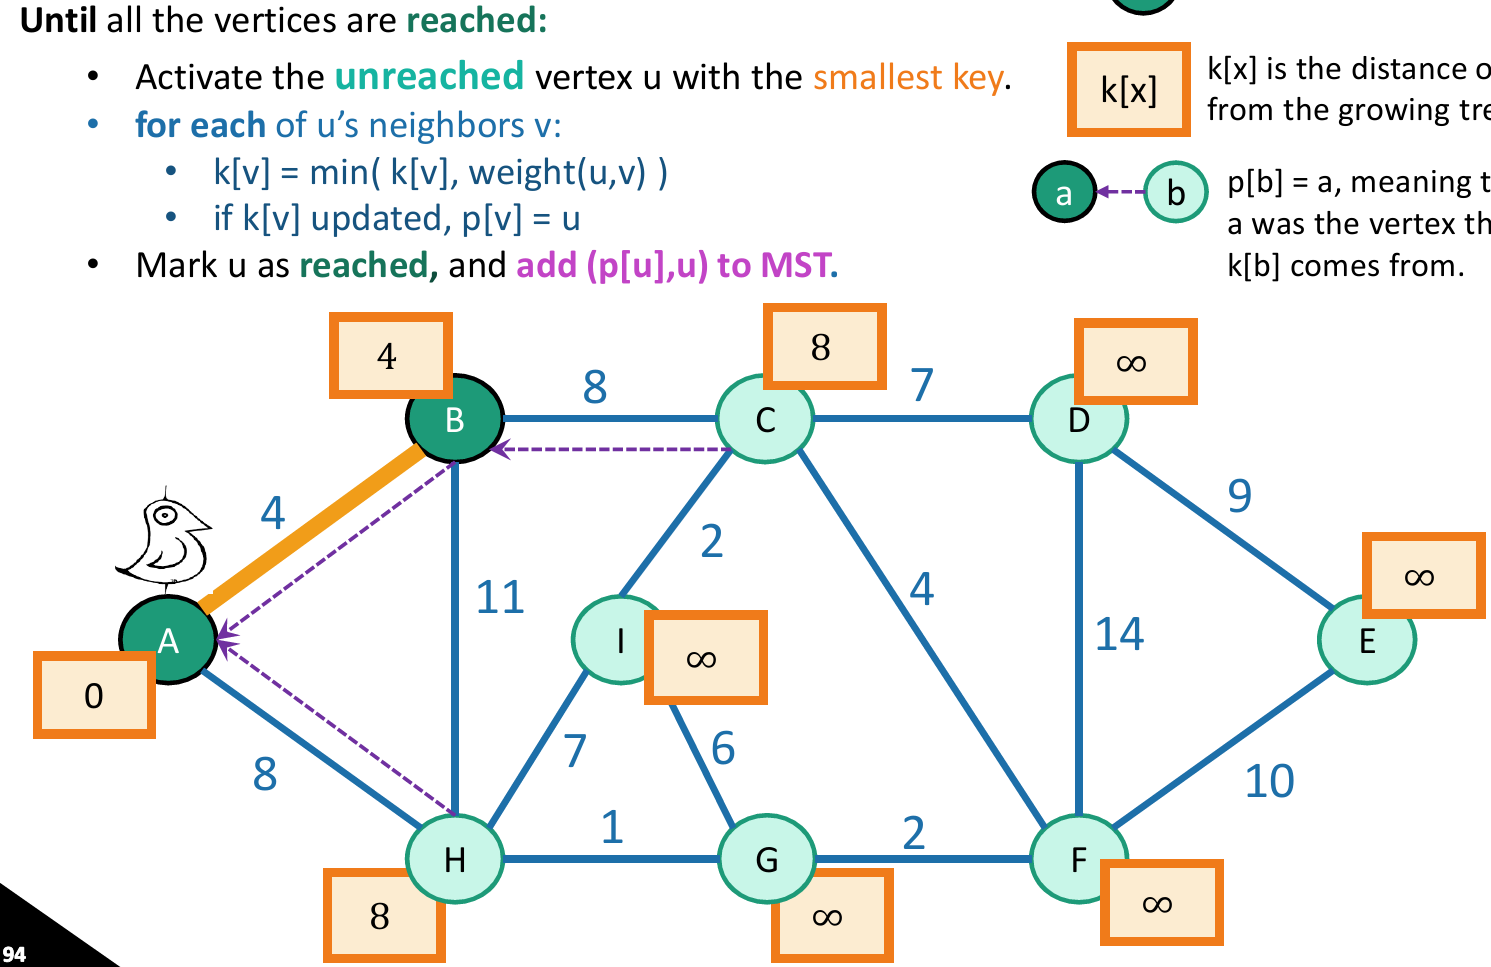 Until all the vertices are reached:
• Activate the unreached vertex u with the smallest key.
• for each of u's neighbors v:
• k[v] = min( k[v], weight(u,v) )
• if k[v] updated, p[v] = u
• Mark u as reached, and add (p[u],u) to MST.
k[x]
k[x] is the distance
from the growing
a b
p[b] = a, meaning
a was the vertex
k[b] comes from.
4
8
∞
8
7
B
C
D
4
2
9
∞
11
4
A
I
∞
14
E
0
8
7
6
10
1
2
H
G
F
8
∞
∞
94